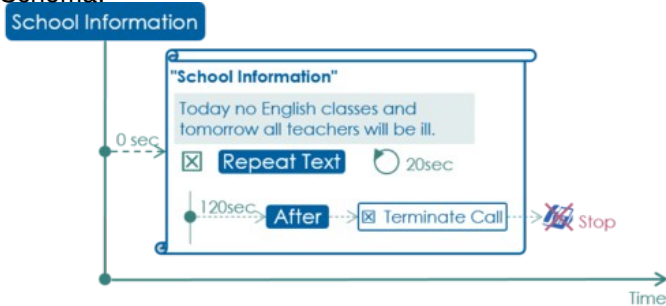 School Information
"School Information"
Today no English classes and
tomorrow all teachers will be ill.
0 sec
Repeat Text
20sec
120sec
After
Terminate Call
Stop
Time